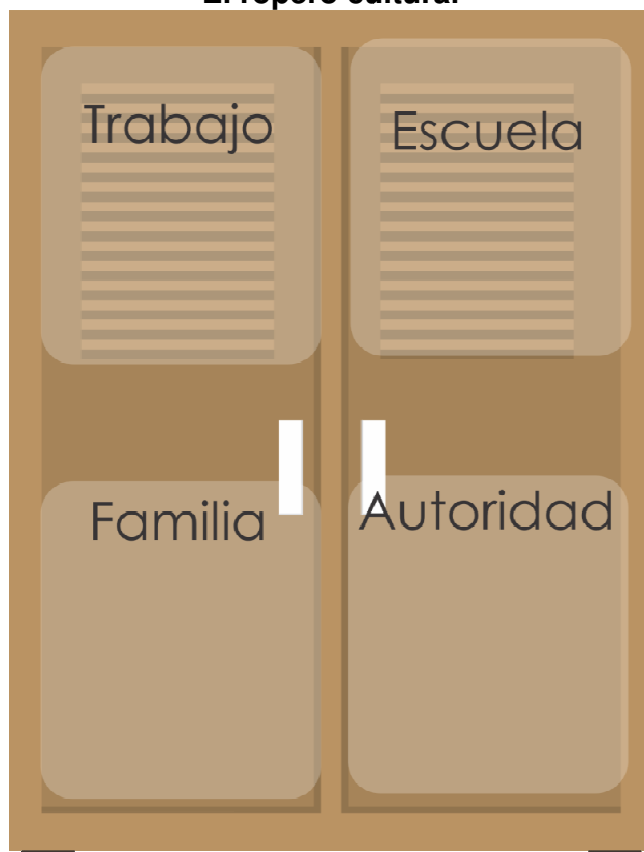 El ropero cultural
Trabajo
Escuela
Familia
Autoridad